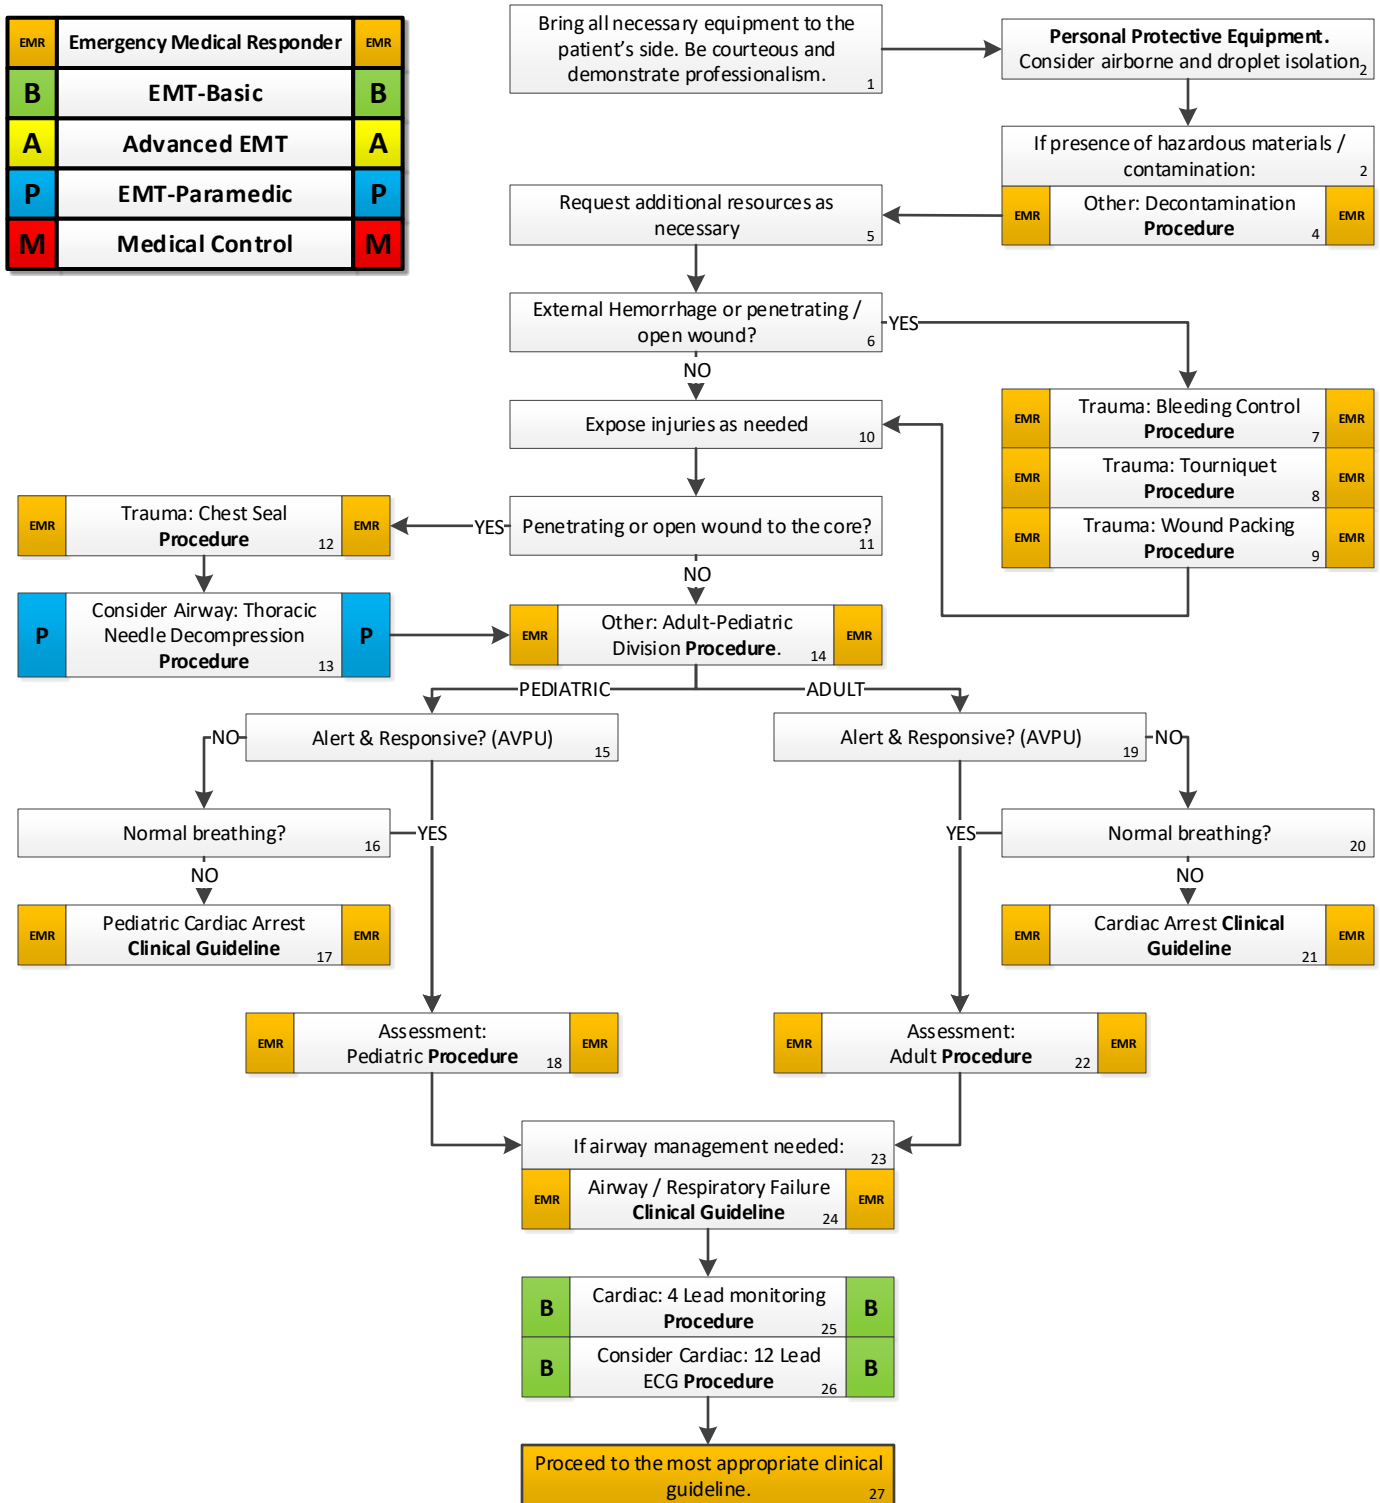 EMR Emergency Medical Responder EMR
B EMT-Basic B
A Advanced EMT A
P EMT-Paramedic P
M Medical Control M
Bring all necessary equipment to the
patient's side. Be courteous and
demonstrate professionalism.
1
Personal Protective Equipment.
Consider airborne and droplet isolation
2
If presence of hazardous materials /
contamination:
2
EMR Other: Decontamination EMR
Procedure
4
Request additional resources as
necessary
5
External Hemorrhage or penetrating /
open wound?
6
YES
NO
EMR Trauma: Bleeding Control EMR
Procedure
7
EMR Trauma: Tourniquet EMR
Procedure
8
EMR Trauma: Wound Packing EMR
Procedure
9
Expose injuries as needed
10
Penetrating or open wound to the core?
11
YES
NO
EMR Trauma: Chest Seal EMR
Procedure
12
Consider Airway: Thoracic
P Needle Decompression P
Procedure
13
EMR Other: Adult-Pediatric EMR
Division Procedure.
14
PEDIATRIC
ADULT
Alert & Responsive? (AVPU)
15
NO
YES
Normal breathing?
16
NO
EMR Pediatric Cardiac Arrest EMR
Clinical Guideline
17
EMR Assessment: EMR
Pediatric Procedure
18
Alert & Responsive? (AVPU)
19
NO
YES
Normal breathing?
20
NO
EMR Cardiac Arrest Clinical EMR
Guideline
21
EMR Assessment: EMR
Adult Procedure
22
If airway management needed:
23
EMR Airway / Respiratory Failure EMR
Clinical Guideline
24
B Cardiac: 4 Lead monitoring B
Procedure
25
B Consider Cardiac: 12 Lead B
ECG Procedure
26
Proceed to the most appropriate clinical
guideline.
27